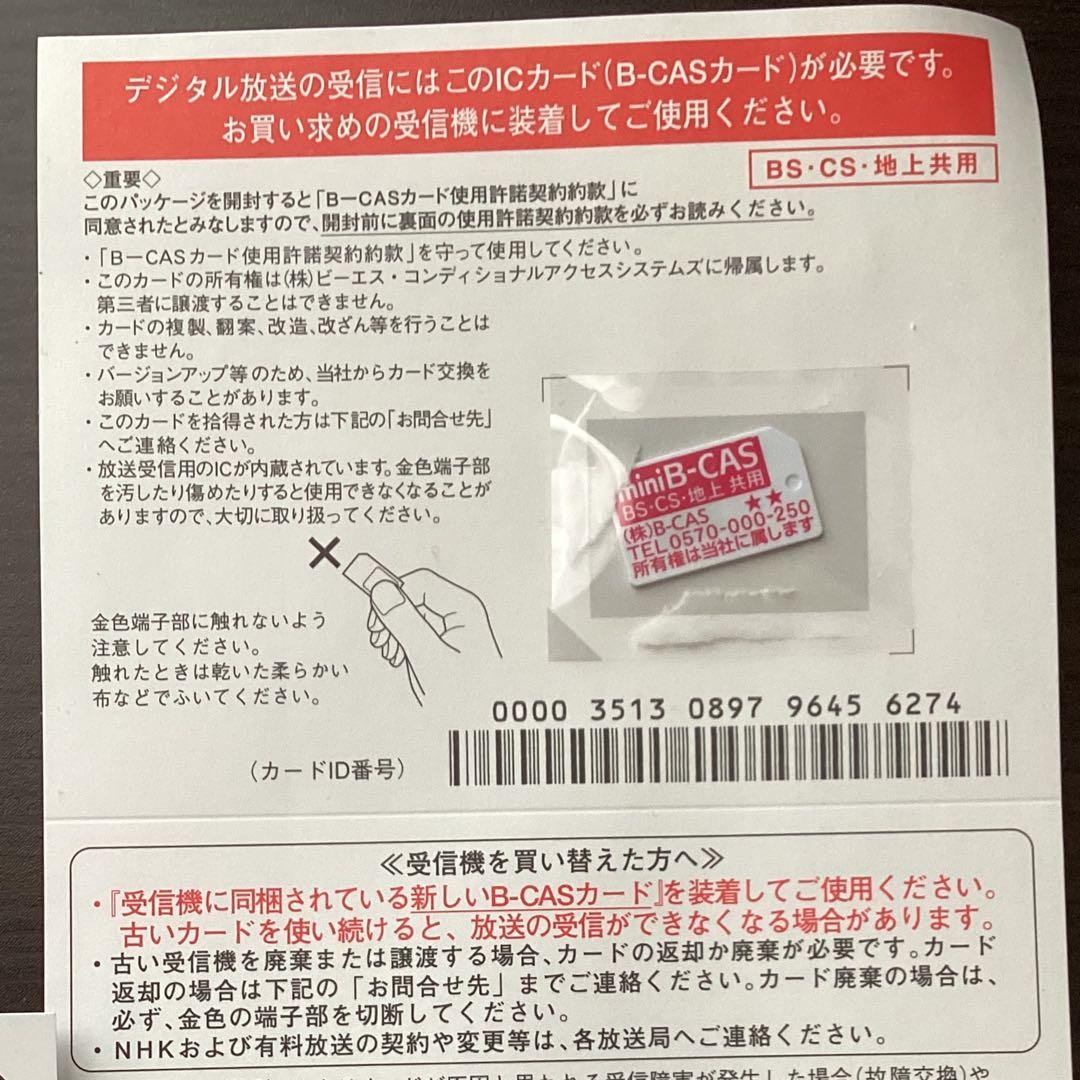 デジタル放送の受信にはこのICカード(B-CASカード)が必要です。
お買い求めの受信機に装着してご使用ください。
BS・CS・地上共用
◇重要◇
このパッケージを開封すると「B－CASカード使用許諾契約約款」に
同意されたとみなしますので、開封前に裏面の使用許諾契約約款を必ずお読みください。
・「B－CASカード使用許諾契約約款」を守って使用してください。
・このカードの所有権は(株)ビーエス・コンディショナルアクセスシステムズに帰属します。
第三者に譲渡することはできません。
・カードの複製、翻案、改造、改ざん等を行うことは
できません。
・バージョンアップ等のため、当社からカード交換を
お願いすることがあります。
・このカードを拾得された方は下記の「お問合せ先」
へご連絡ください。
・放送受信用のICが内蔵されています。金色端子部
を汚したり傷めたりすると使用できなくなることが
ありますので、大切に取り扱ってください。
miniB-CAS
BS・CS・地上 共用
★★
(株)B-CAS
TEL0570-000-250
所有権は当社に属します
×
金色端子部に触れないよう
注意してください。
触れたときは乾いた柔らかい
布などでふいてください。
0000 3513 0897 9645 6274
(カードID番号)
≪受信機を買い替えた方へ≫
・『受信機に同梱されている新しいB-CASカード』を装着してご使用ください。
古いカードを使い続けると、放送の受信ができなくなる場合があります。
・古い受信機を廃棄または譲渡する場合、カードの返却か廃棄が必要です。カード
返却の場合は下記の「お問合せ先」までご連絡ください。カード廃棄の場合は、
必ず、金色の端子部を切断してください。
・NHKおよび有料放送の契約や変更等は、各放送局へご連絡ください。
が原因と思われる受信障害が発生した場合(故障交換)や